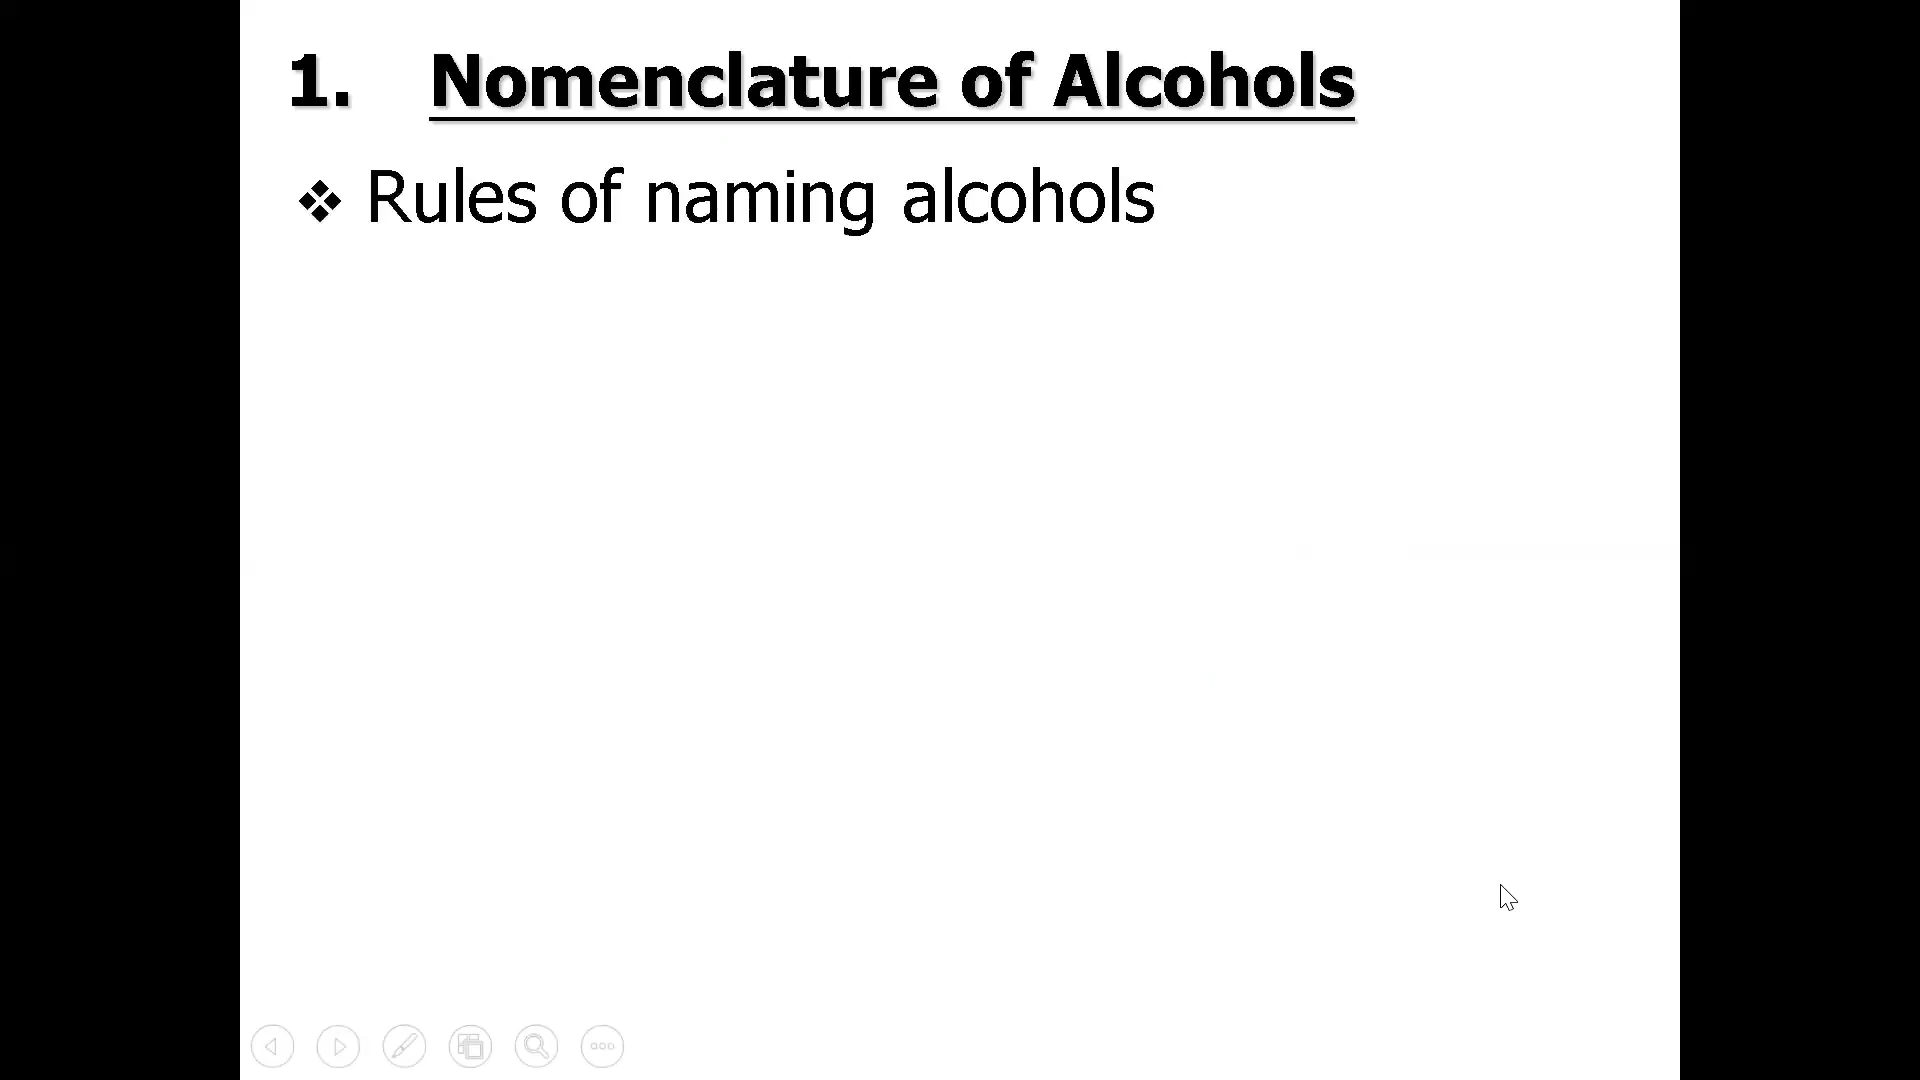 1. Nomenclature of Alcohols
❖ Rules of naming alcohols